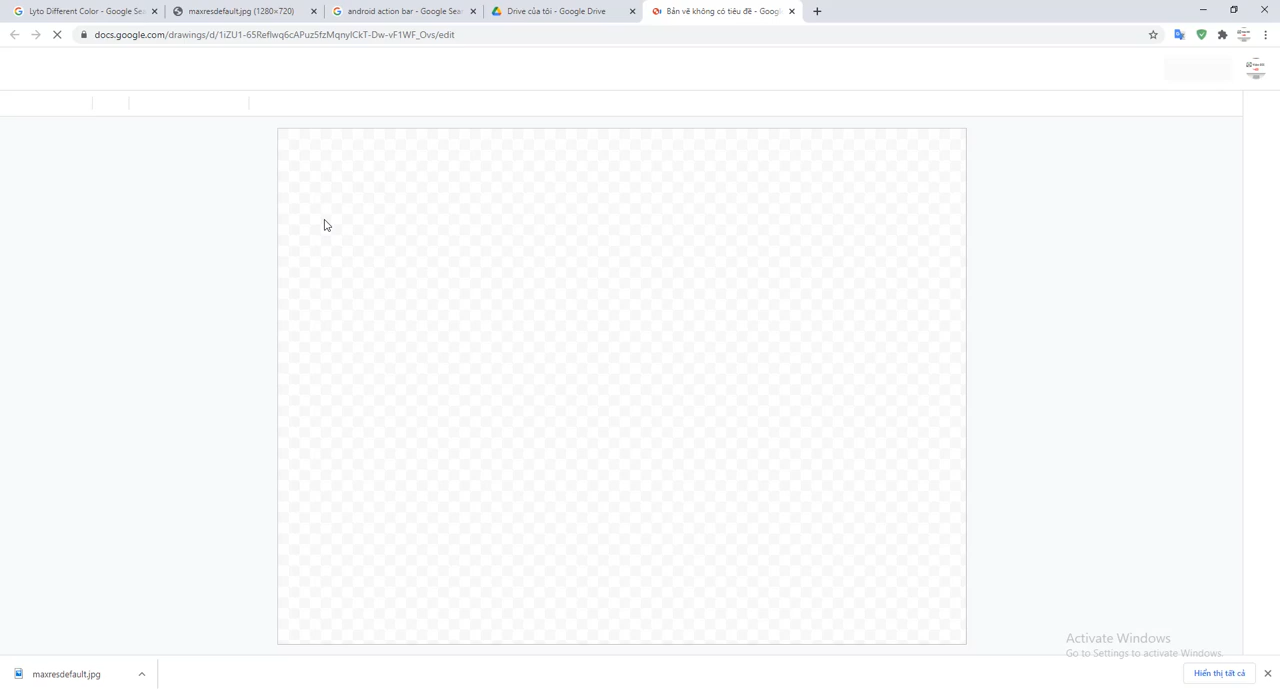 Lyto Different Color - Google Sea
maxresdefault.jpg (1280×720)
android action bar - Google Sear
Drive của tôi - Google Drive
Bản vẽ không có tiêu đề - Googl
docs.google.com/drawings/d/1iZU1-65Reflwq6cAPuz5fzMqnyICkT-Dw-vF1WF_Ovs/edit
Activate Windows
Go to Settings to activate Windows.
maxresdefault.jpg
Hiển thị tất cả